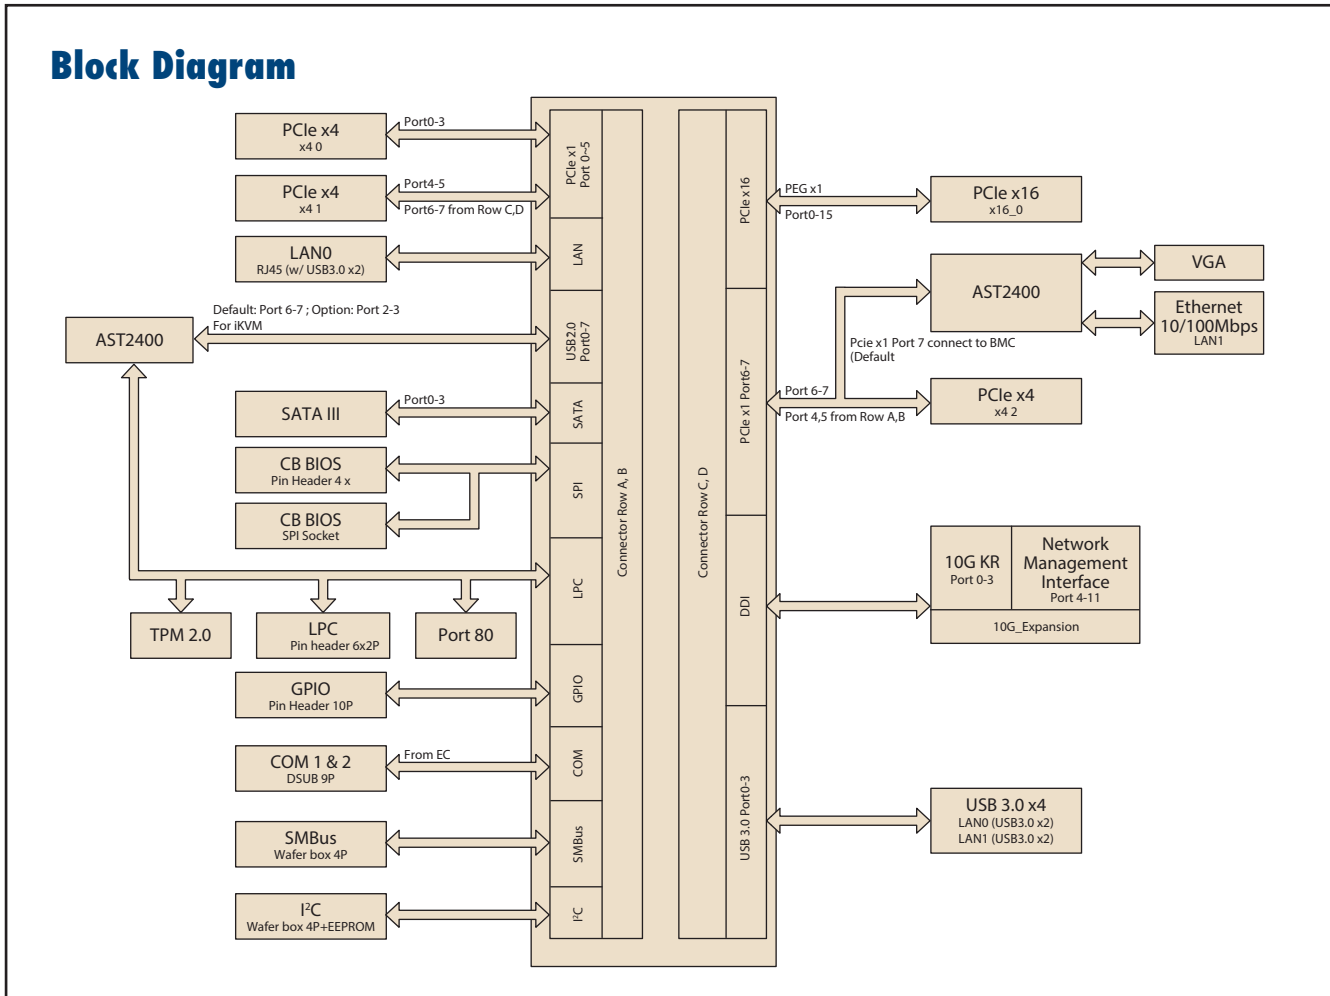 Block Diagram
PCIe x4
x4 0
Port0-3
PCIe x4
x4 1
Port4-5
Port6-7 from Row C,D
LAN0
RJ45 (w/ USB3.0 x2)
Default: Port 6-7 ; Option: Port 2-3
For iKVM
AST2400
SATA III
Port0-3
CB BIOS
Pin Header 4 x
CB BIOS
SPI Socket
TPM 2.0
LPC
Pin header 6x2P
Port 80
GPIO
Pin Header 10P
COM 1 & 2
DSUB 9P
From EC
SMBus
Wafer box 4P
I²C
Wafer box 4P+EEPROM
PCIe x1
Port 0~5
LAN
USB2.0
Port0-7
SATA
SPI
LPC
GPIO
COM
SMBus
I²C
Connector Row A, B
Connector Row C, D
PCIe x16
PCIe x1 Port6-7
DDI
USB 3.0 Port0-3
PEG x1
Port0-15
PCIe x16
x16_0
AST2400
VGA
Ethernet
10/100Mbps
LAN1
Pcie x1 Port 7 connect to BMC
(Default
Port 6-7
Port 4,5 from Row A,B
PCIe x4
x4 2
10G KR
Port 0-3
Network
Management
Interface
Port 4-11
10G_Expansion
USB 3.0 x4
LAN0 (USB3.0 x2)
LAN1 (USB3.0 x2)